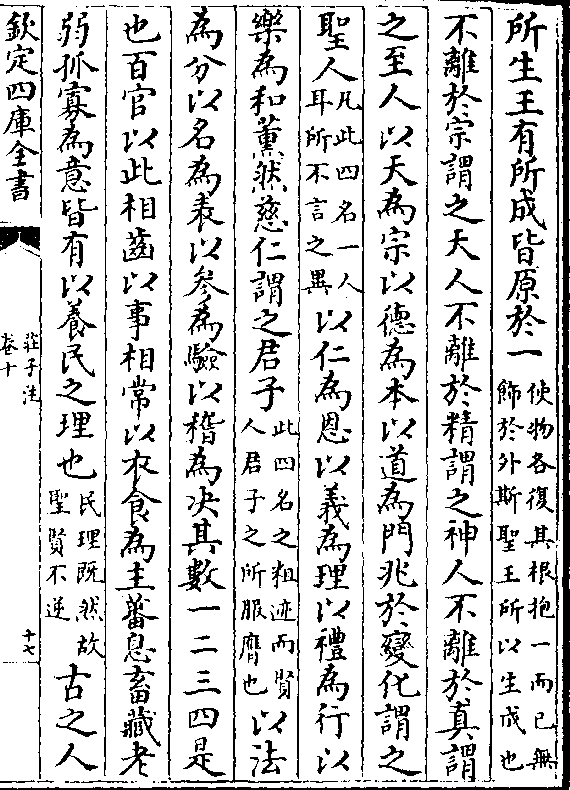 所生王有所成皆原於一使物各復其根抱一而已無飾於外斯聖王所以生成也
不離於宗謂之天人不離於精謂之神人不離於真謂
之至人以天為宗以德為本以道為門兆於變化謂之
聖人凡此四名一人耳所不言之異以仁為恩以義為理以禮為行以
樂為和薰然慈仁謂之君子此四名之粗迹而賢人君子之所服膺也以法
為分以名為表以參為驗以稽為决其數一二三四是
也百官以此相齒以事相常以衣食為主蕃息畜藏老
弱孤寡為意皆有以養民之理也民理既然故聖賢不逆古之人
欽定四庫全書
莊子注
卷十
十七